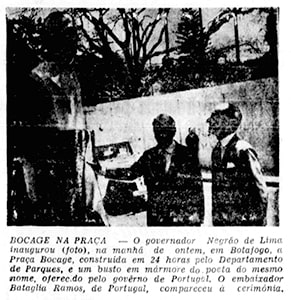 BOCAGE NA PRAÇA — O governador Negrão de Lima
inaugurou (foto), na manhã de ontem, em Botafogo, a
Praça Bocage, construída em 24 horas pelo Departamento
de Parques, e um busto em mármore do poeta do mesmo
nome, oferecido pelo govêrno de Portugal. O embaixador
Bataglia Ramos, de Portugal, compareceu à cerimônia.